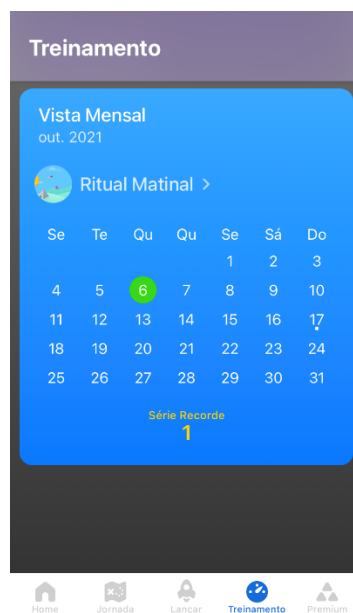 Treinamento
Vista Mensal
out. 2021
Ritual Matinal >
Se Te Qu Qu Se Sá Do
1 2 3
4 5 6 7 8 9 10
11 12 13 14 15 16 17
18 19 20 21 22 23 24
25 26 27 28 29 30 31
Série Recorde
1
Home Jornada Lançar Treinamento Premium